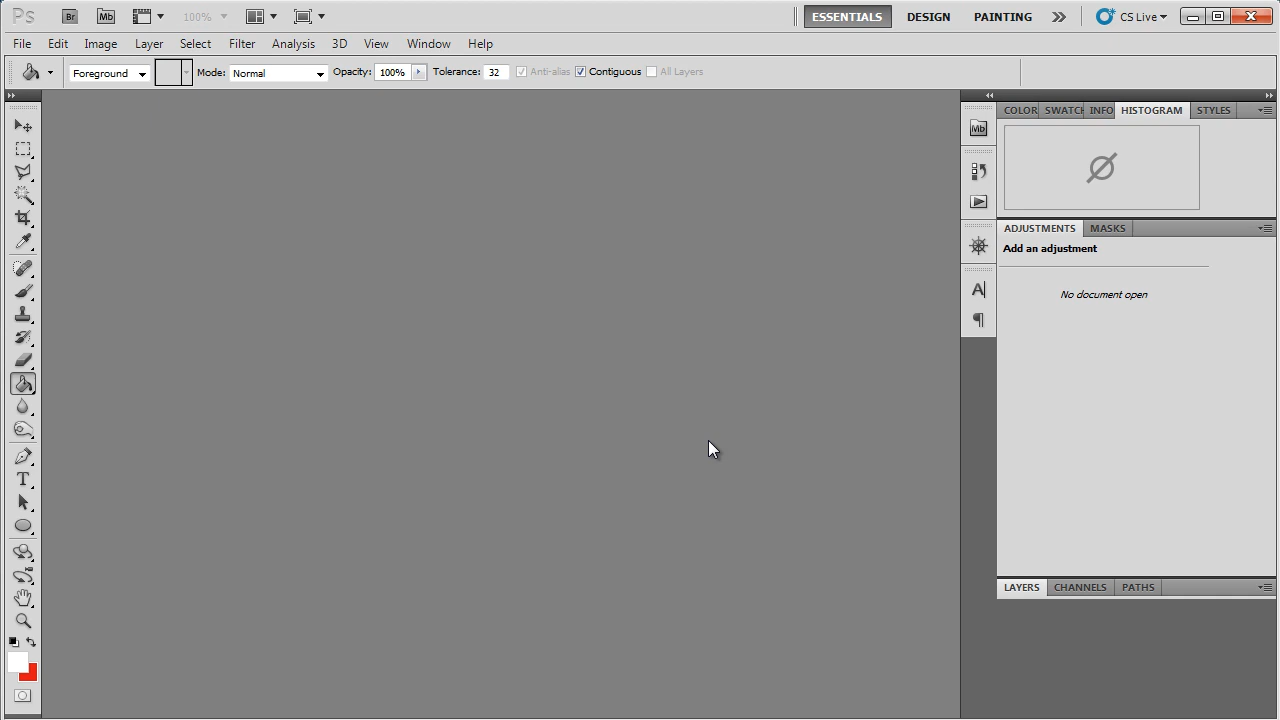 Ps Br Mb 100% ESSENTIALS DESIGN PAINTING CS Live
File Edit Image Layer Select Filter Analysis 3D View Window Help
Foreground Mode: Normal Opacity: 100% Tolerance: 32 Anti-alias Contiguous All Layers
COLOR SWATCH INFO HISTOGRAM STYLES
Mb
ADJUSTMENTS MASKS
Add an adjustment
No document open
A
¶
T
LAYERS CHANNELS PATHS